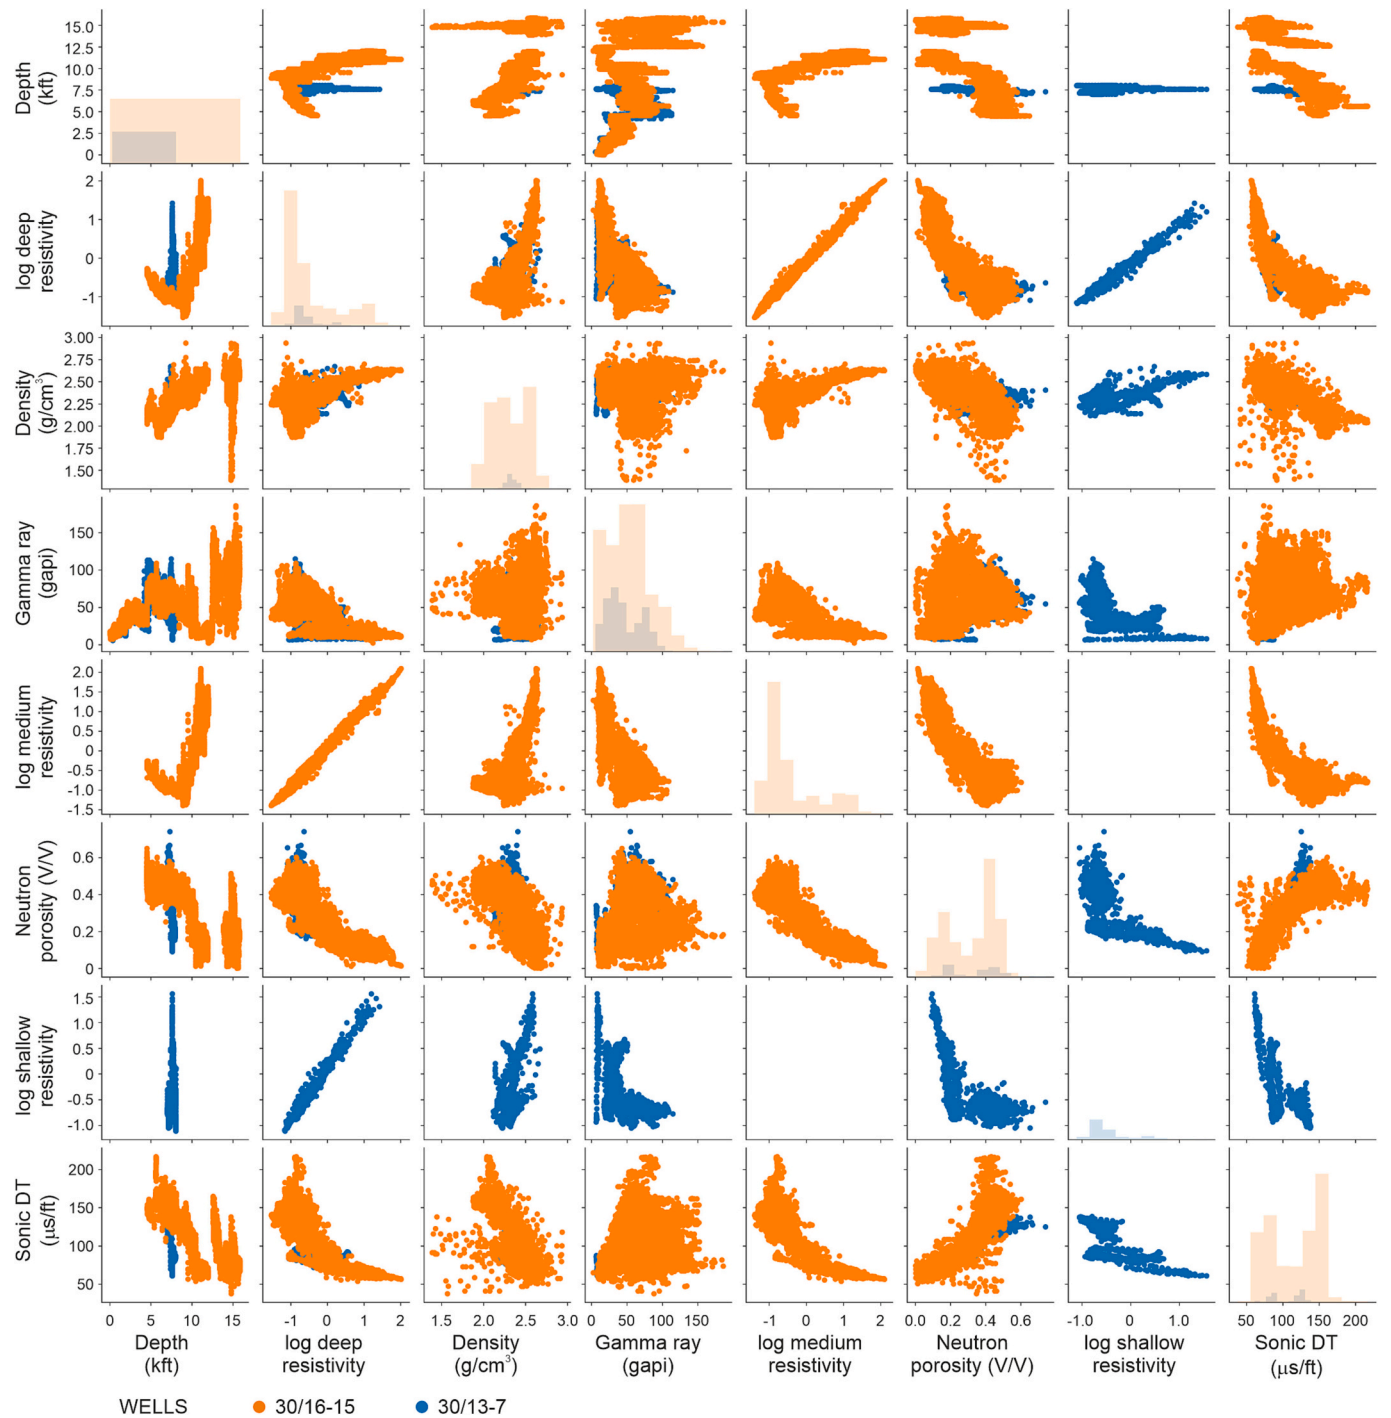 Depth
(kft)
15.0
12.5
10.0
7.5
5.0
2.5
0
log deep
resistivity
2
1
0
-1
Density
(g/cm³)
3.00
2.75
2.50
2.25
2.00
1.75
1.50
Gamma ray
(gapi)
150
100
50
0
log medium
resistivity
2.0
1.5
1.0
0.5
0
-0.5
-1.0
-1.5
Neutron
porosity (V/V)
0.6
0.4
0.2
0
log shallow
resistivity
1.5
1.0
0.5
0
-0.5
-1.0
Sonic DT
(µs/ft)
200
150
100
50
0 5 10 15 -1 0 1 2 1.5 2.0 2.5 3.0 0 50 100 150 -1 0 1 2 0.0 0.2 0.4 0.6 -1.0 0 1.0 50 100 150 200
Depth log deep Density Gamma ray log medium Neutron log shallow Sonic DT
(kft) resistivity (g/cm³) (gapi) resistivity porosity (V/V) resistivity (µs/ft)
WELLS 30/16-15 30/13-7